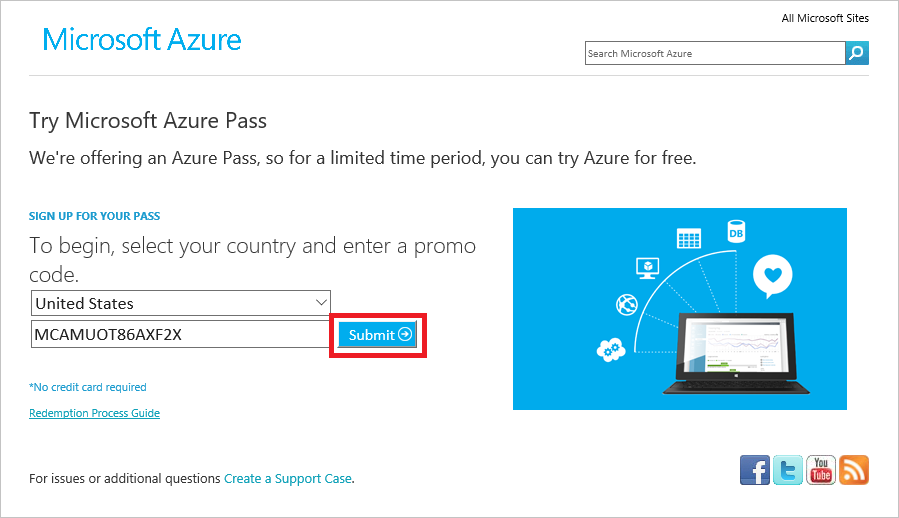 All Microsoft Sites
Microsoft Azure
Search Microsoft Azure
Try Microsoft Azure Pass
We're offering an Azure Pass, so for a limited time period, you can try Azure for free.
SIGN UP FOR YOUR PASS
To begin, select your country and enter a promo
code.
United States
MCAMUOT86AXF2X
Submit
DB
*No credit card required
Redemption Process Guide
For issues or additional questions Create a Support Case.
f
t
You
Tube